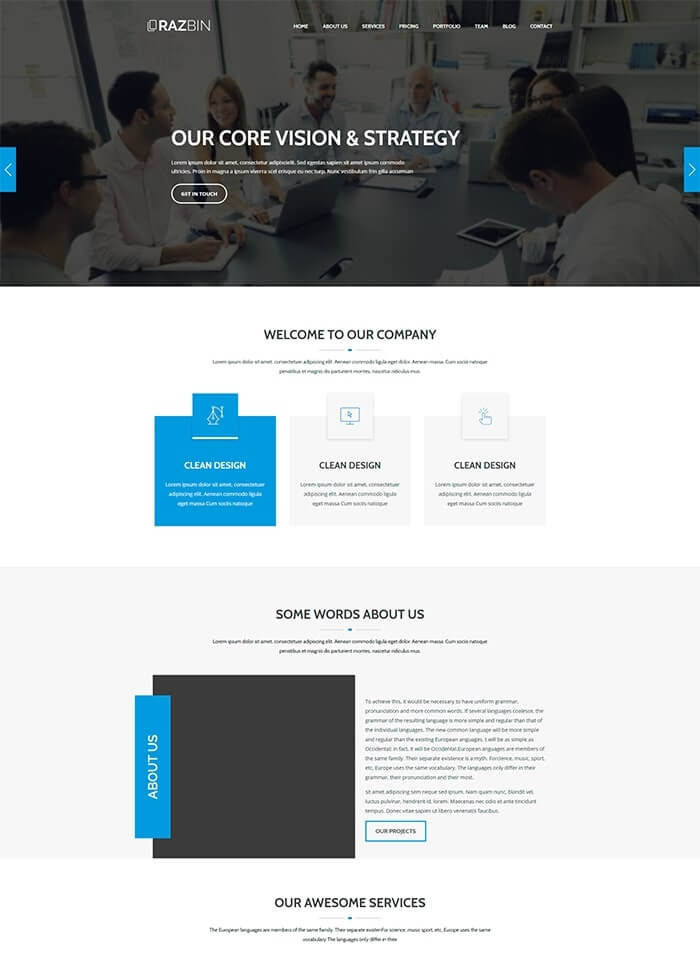 RAZBIN
HOME ABOUT US SERVICES PRICING PORTFOLIO TEAM BLOG CONTACT
OUR CORE VISION & STRATEGY
Lorem ipsum dolor sit amet, consectetur adipiscielit. Sed egestas sapien sit amet ipsum commodo
ultricies. Proin in magna a ipsum viverra scel erisque eu nec turp. Nunc vestibulum frin gilla accumsan
GET IN TOUCH
WELCOME TO OUR COMPANY
Lorem ipsum dolor sit amet, consectetuer adipiscing elit. Aenean commodo ligula eget massa. Cum sociis natoque
penatibus et magnis dis parturient montes, nascetur ridiculus mus.
CLEAN DESIGN
Lorem ipsum dolor sit amet, consectetuer
adipiscing elit. Aenean commodo ligula
eget massa Cum sociis natoque
CLEAN DESIGN
Lorem ipsum dolor sit amet, consectetuer
adipiscing elit. Aenean commodo ligula
eget massa Cum sociis natoque
CLEAN DESIGN
Lorem ipsum dolor sit amet, consectetuer
adipiscing elit. Aenean commodo ligula
eget massa Cum sociis natoque
SOME WORDS ABOUT US
Lorem ipsum dolor sit amet, consectetuer adipiscing elit. Aenean commodo ligula eget massa. Cum sociis natoque
penatibus et magnis dis parturient montes, nascetur ridiculus mus.
ABOUT US
To achieve this, it would be necessary to have uniform grammar,
pronunciation and more common words. If several languages coalesce, the
grammar of the resulting language is more simple and regular than that of
the individual languages. The new common language will be more simple
and regular than the existing European anguages. t will be as simple as
Occidental; in fact, it will be Occidental.European anguages are members of
the same family. Their separate existence is a myth. Forcience, music, sport,
etc, Europe uses the same vocabulary. The languages only differ in their
grammar, their pronunciation and their most.
sit amet adipiscing sem neque sed ipsum. Nam quam nunc, blandit vel,
luctus pulvinar, hendrerit id, lorem. Maecenas nec odio et ante tincidunt
tempus. Donec vitae sapien ut libero venenatis faucibus.
OUR PROJECTS
OUR AWESOME SERVICES
The European languages are members of the same family. Their separate existenFor science, music, sport, etc, Europe uses the same
vocabulary The languages only differ in thee